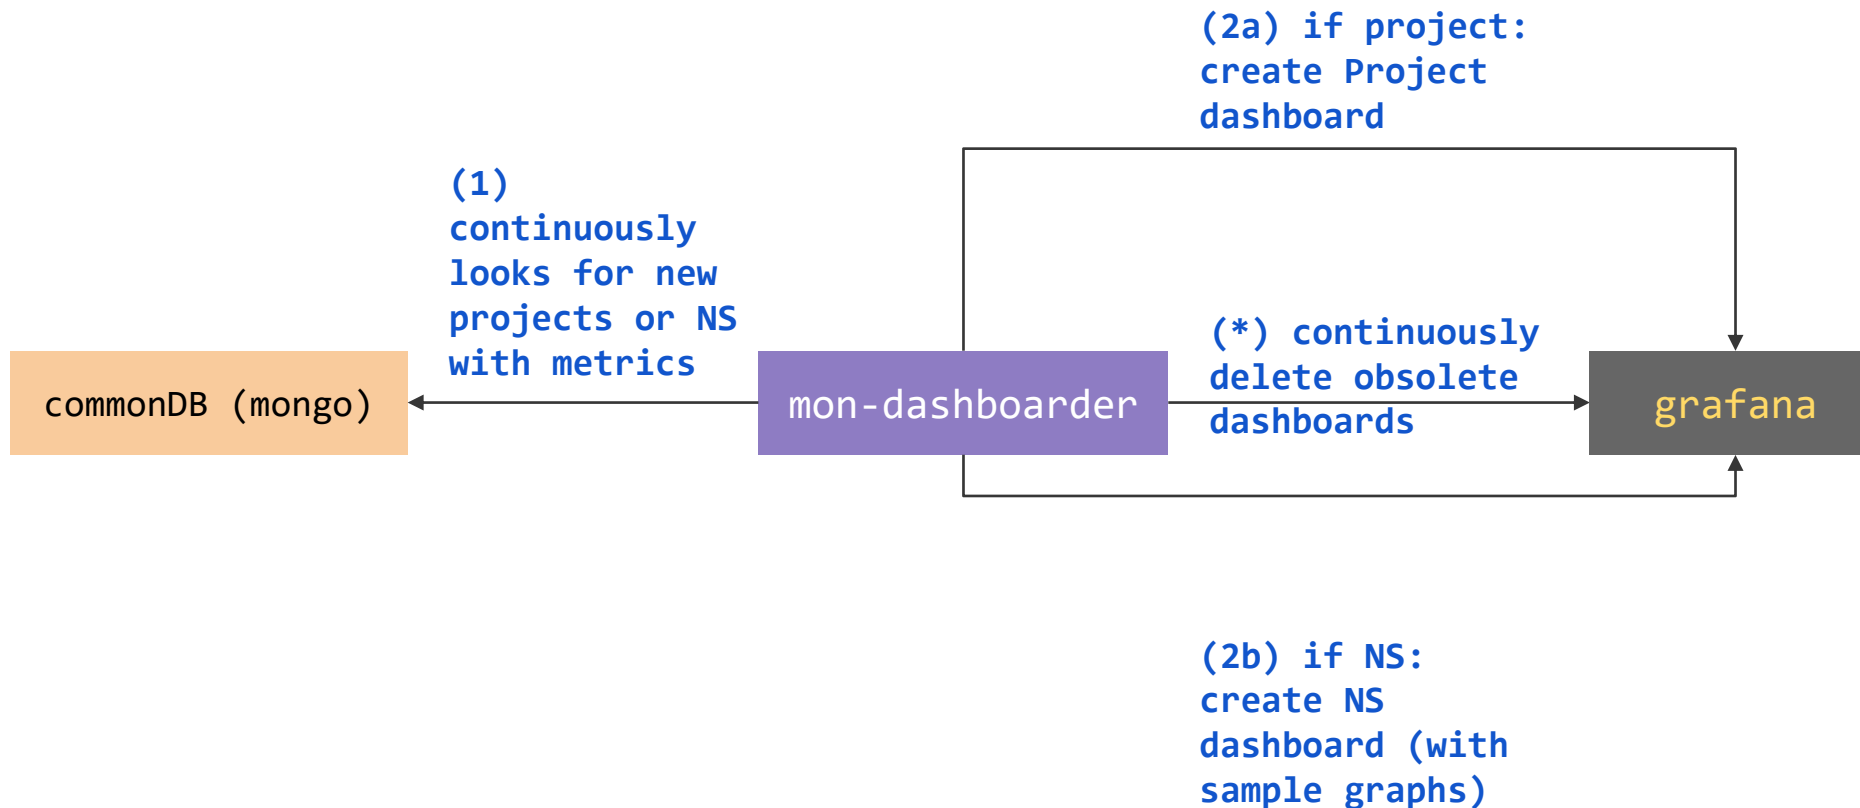 (2a) if project:
create Project
dashboard
(1)
continuously
looks for new
projects or NS
with metrics
(*) continuously
delete obsolete
dashboards
commonDB (mongo)
mon-dashboarder
grafana
(2b) if NS:
create NS
dashboard (with
sample graphs)